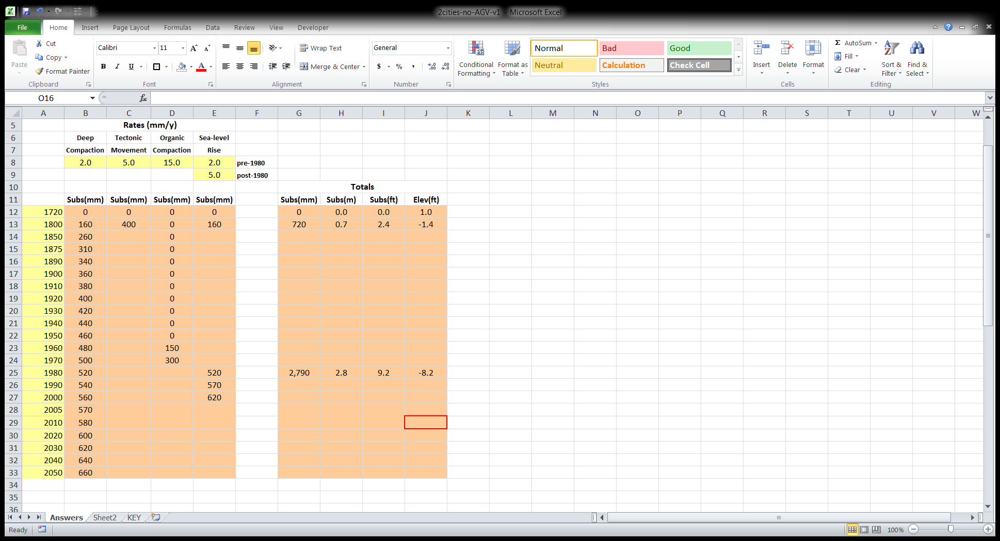 2cities-no-AGV-v1 - Microsoft Excel
File Home Insert Page Layout Formulas Data Review View Developer
Paste
Cut
Copy
Format Painter
Clipboard
Calibri 11
B I U
Font
Wrap Text
Merge & Center
Alignment
General
$ % ,
Number
Conditional Formatting
Format as Table
Normal Bad Good
Neutral Calculation Check Cell
Styles
Insert Delete Format
Cells
AutoSum
Fill
Clear
Sort & Filter
Find & Select
Editing
O16 fx
A B C D E F G H I J K L M N O P Q R S T U V W
5 Rates (mm/y)
6 Deep Tectonic Organic Sea-level
7 Compaction Movement Compaction Rise
8 2.0 5.0 15.0 2.0 pre-1980
9 5.0 post-1980
10 Totals
11 Subs(mm) Subs(mm) Subs(mm) Subs(mm) Subs(mm) Subs(m) Subs(ft) Elev(ft)
12 1720 0 0 0 0 0 0.0 0.0 1.0
13 1800 160 400 0 160 720 0.7 2.4 -1.4
14 1850 260 0
15 1875 310 0
16 1890 340 0
17 1900 360 0
18 1910 380 0
19 1920 400 0
20 1930 420 0
21 1940 440 0
22 1950 460 0
23 1960 480 150
24 1970 500 300
25 1980 520 520 2,790 2.8 9.2 -8.2
26 1990 540 570
27 2000 560 620
28 2005 570
29 2010 580
30 2020 600
31 2030 620
32 2040 640
33 2050 660
34
35
36
Answers Sheet2 KEY
Ready 100%